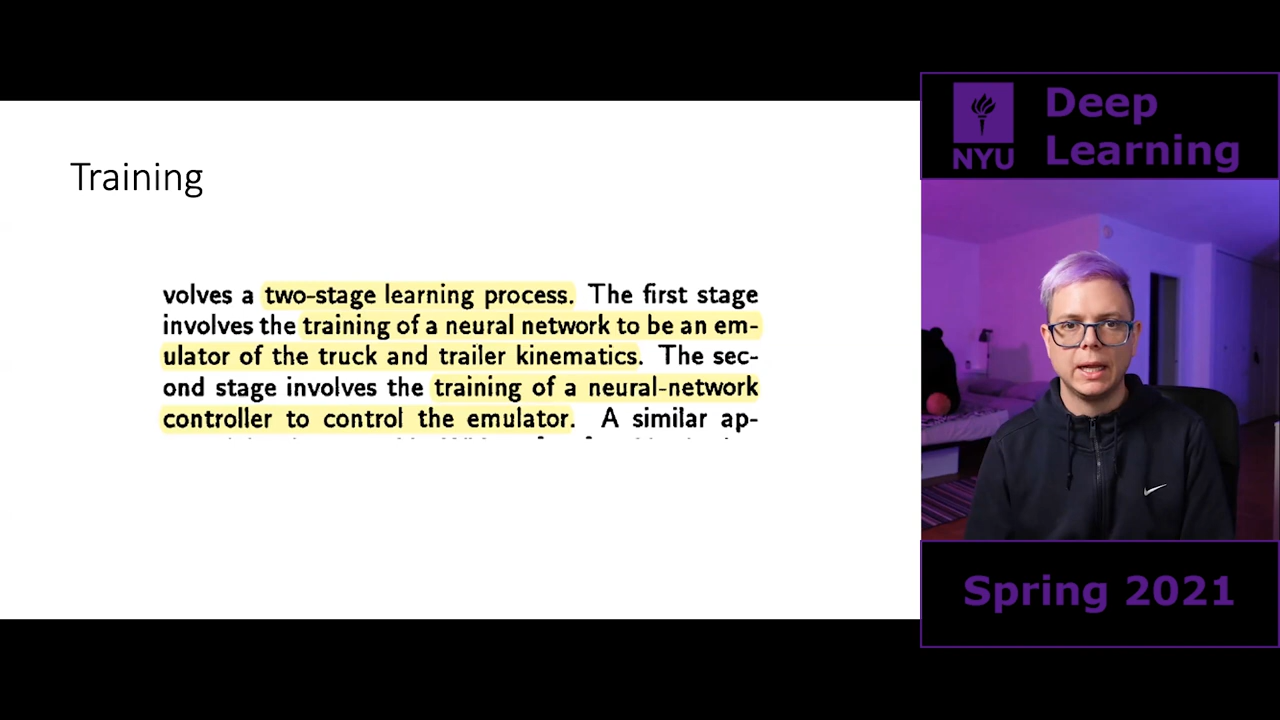 Training
volves a two-stage learning process. The first stage
involves the training of a neural network to be an em-
ulator of the truck and trailer kinematics. The sec-
ond stage involves the training of a neural-network
controller to control the emulator. A similar ap-
NYU
Deep
Learning
Spring 2021